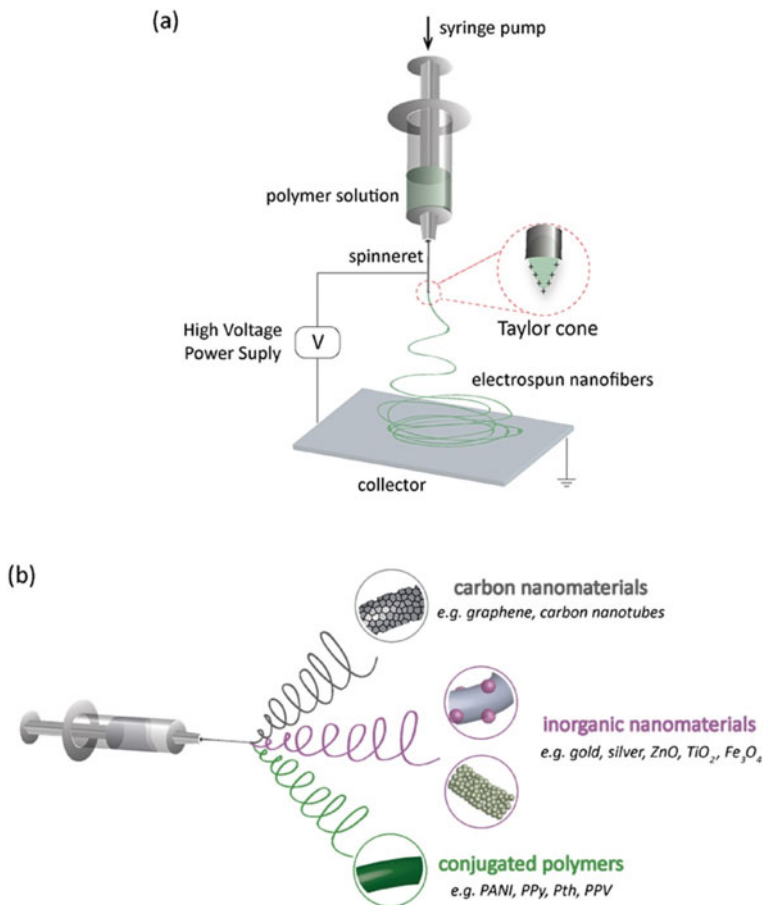 (a)
syringe pump
polymer solution
spinneret
Taylor cone
High Voltage
Power Suply
V
electrospun nanofibers
collector
(b)
carbon nanomaterials
e.g. graphene, carbon nanotubes
inorganic nanomaterials
e.g. gold, silver, ZnO, TiO₂, Fe₃O₄
conjugated polymers
e.g. PANI, PPy, Pth, PPV